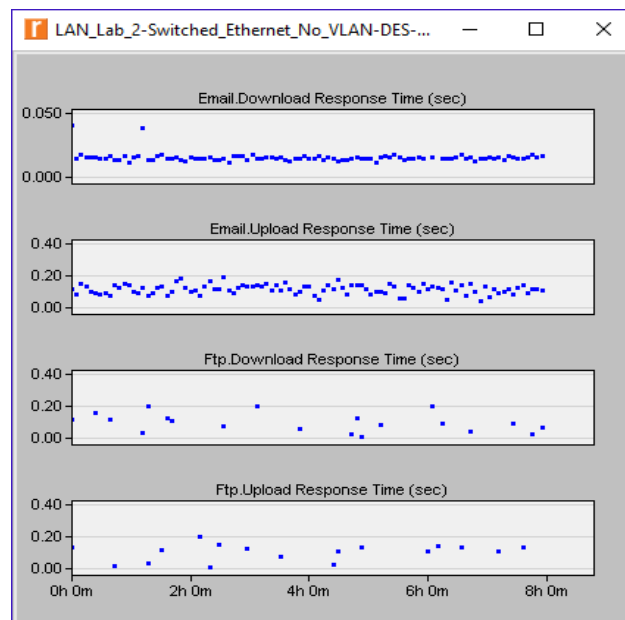 LAN_Lab_2-Switched_Ethernet_No_VLAN-DES-...
Email.Download Response Time (sec)
0.050
0.000
Email.Upload Response Time (sec)
0.40
0.20
0.00
Ftp.Download Response Time (sec)
0.40
0.20
0.00
Ftp.Upload Response Time (sec)
0.40
0.20
0.00
0h 0m 2h 0m 4h 0m 6h 0m 8h 0m